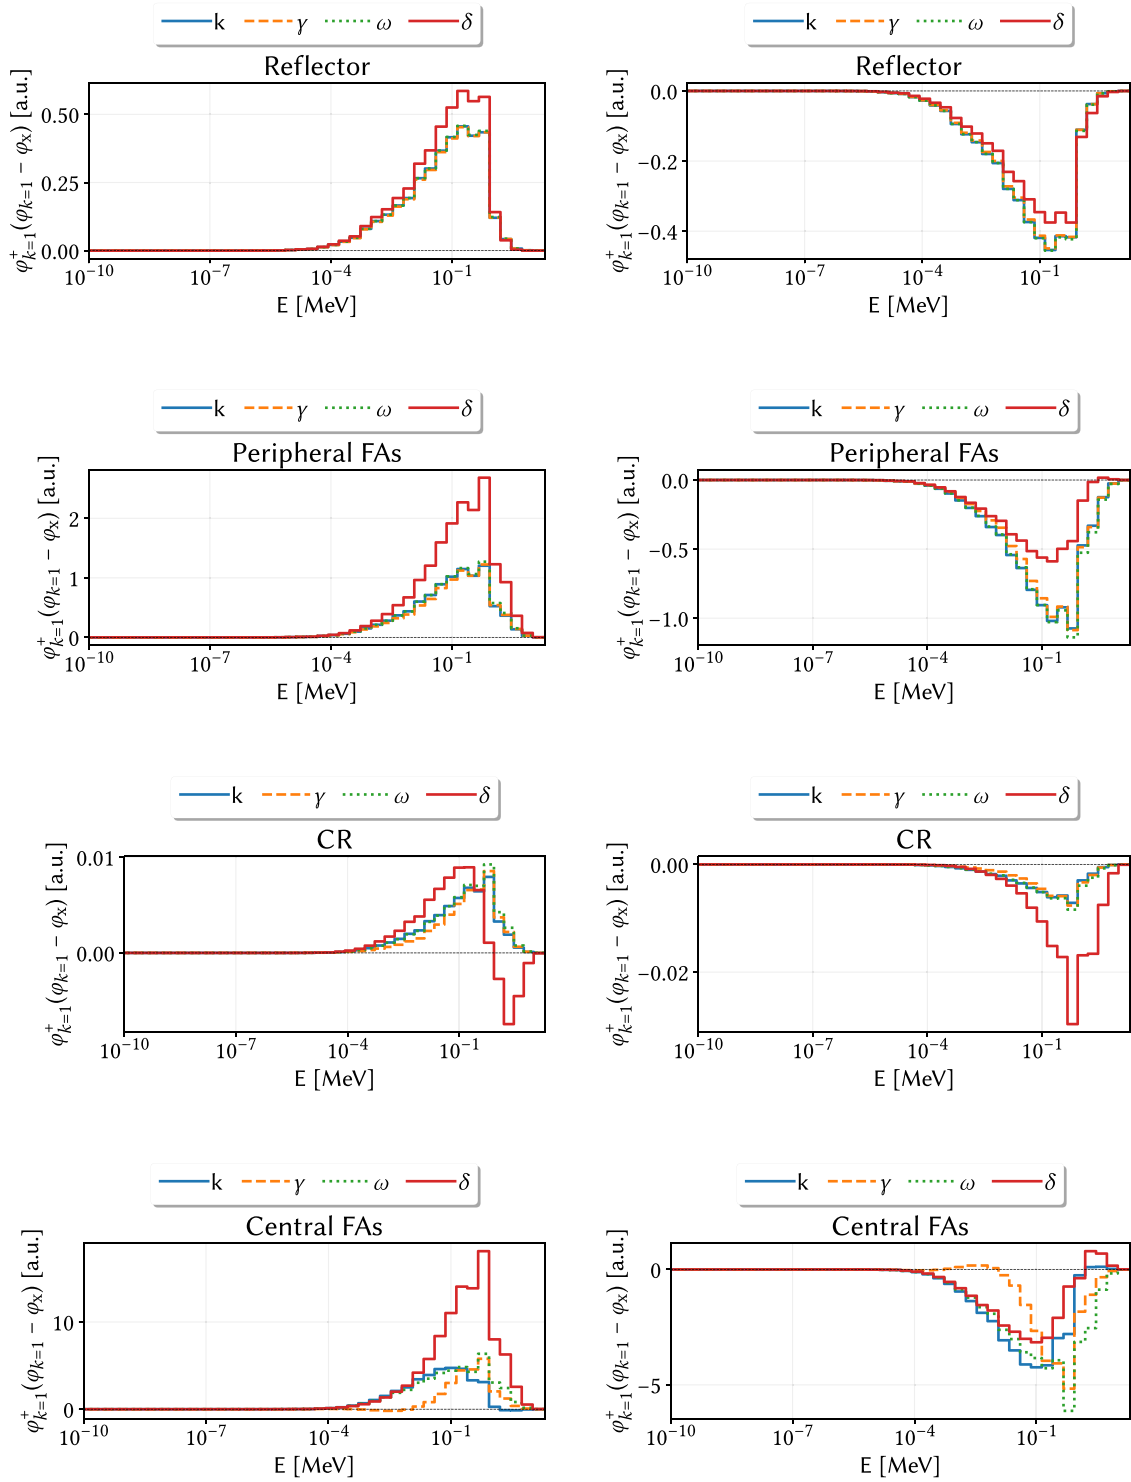 k γ ω δ
Reflector
φ⁺ₖ₌₁(φₖ₌₁ − φₓ) [a.u.]
0.50
0.25
0.00
10⁻¹⁰ 10⁻⁷ 10⁻⁴ 10⁻¹
E [MeV]
k γ ω δ
Reflector
φ⁺ₖ₌₁(φₖ₌₁ − φₓ) [a.u.]
0.0
−0.2
−0.4
10⁻¹⁰ 10⁻⁷ 10⁻⁴ 10⁻¹
E [MeV]
k γ ω δ
Peripheral FAs
φ⁺ₖ₌₁(φₖ₌₁ − φₓ) [a.u.]
2
1
0
10⁻¹⁰ 10⁻⁷ 10⁻⁴ 10⁻¹
E [MeV]
k γ ω δ
Peripheral FAs
φ⁺ₖ₌₁(φₖ₌₁ − φₓ) [a.u.]
0.0
−0.5
−1.0
10⁻¹⁰ 10⁻⁷ 10⁻⁴ 10⁻¹
E [MeV]
k γ ω δ
CR
φ⁺ₖ₌₁(φₖ₌₁ − φₓ) [a.u.]
0.01
0.00
10⁻¹⁰ 10⁻⁷ 10⁻⁴ 10⁻¹
E [MeV]
k γ ω δ
CR
φ⁺ₖ₌₁(φₖ₌₁ − φₓ) [a.u.]
0.00
−0.02
10⁻¹⁰ 10⁻⁷ 10⁻⁴ 10⁻¹
E [MeV]
k γ ω δ
Central FAs
φ⁺ₖ₌₁(φₖ₌₁ − φₓ) [a.u.]
10
0
10⁻¹⁰ 10⁻⁷ 10⁻⁴ 10⁻¹
E [MeV]
k γ ω δ
Central FAs
φ⁺ₖ₌₁(φₖ₌₁ − φₓ) [a.u.]
0
−5
10⁻¹⁰ 10⁻⁷ 10⁻⁴ 10⁻¹
E [MeV]